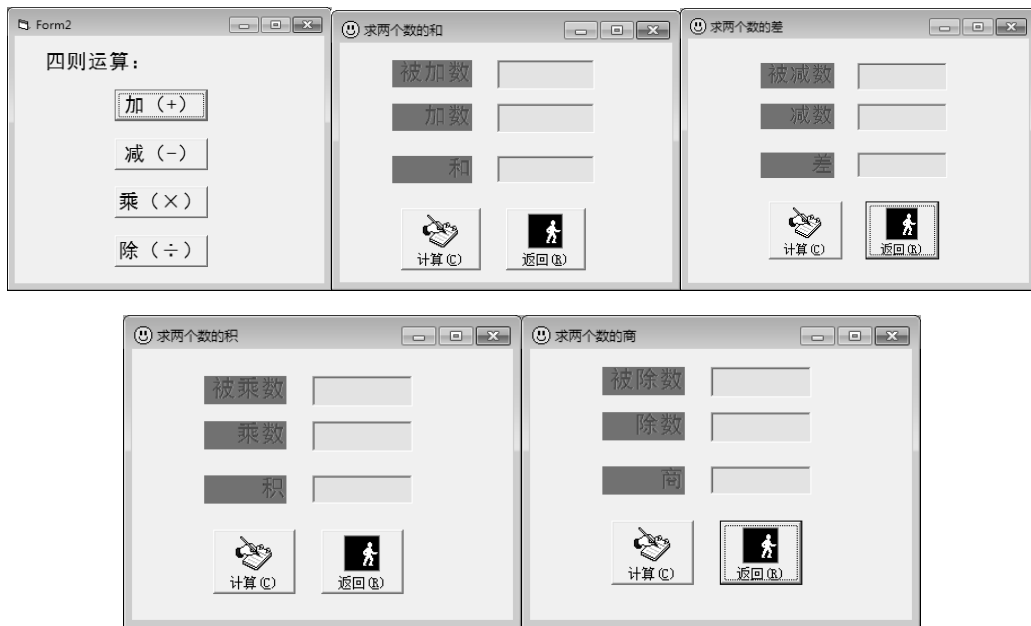 Form2
四则运算：
加（+）
减（-）
乘（×）
除（÷）
求两个数的和
被加数
加数
和
计算(C)
返回(R)
求两个数的差
被减数
减数
差
计算(C)
返回(R)
求两个数的积
被乘数
乘数
积
计算(C)
返回(R)
求两个数的商
被除数
除数
商
计算(C)
返回(R)